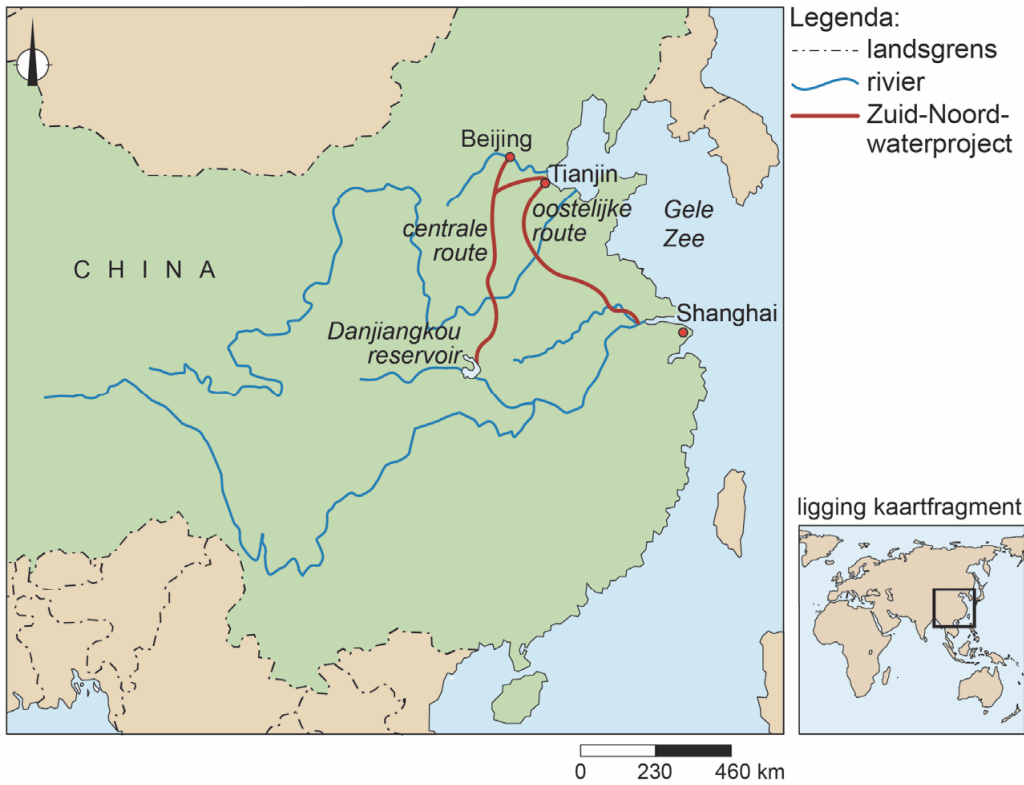 Legenda:
landsgrens
rivier
Zuid-Noord-
waterproject
Beijing
Tianjin
oostelijke
route
centrale
route
Gele
Zee
CHINA
Shanghai
Danjiangkou
reservoir
ligging kaartfragment
0 230 460 km